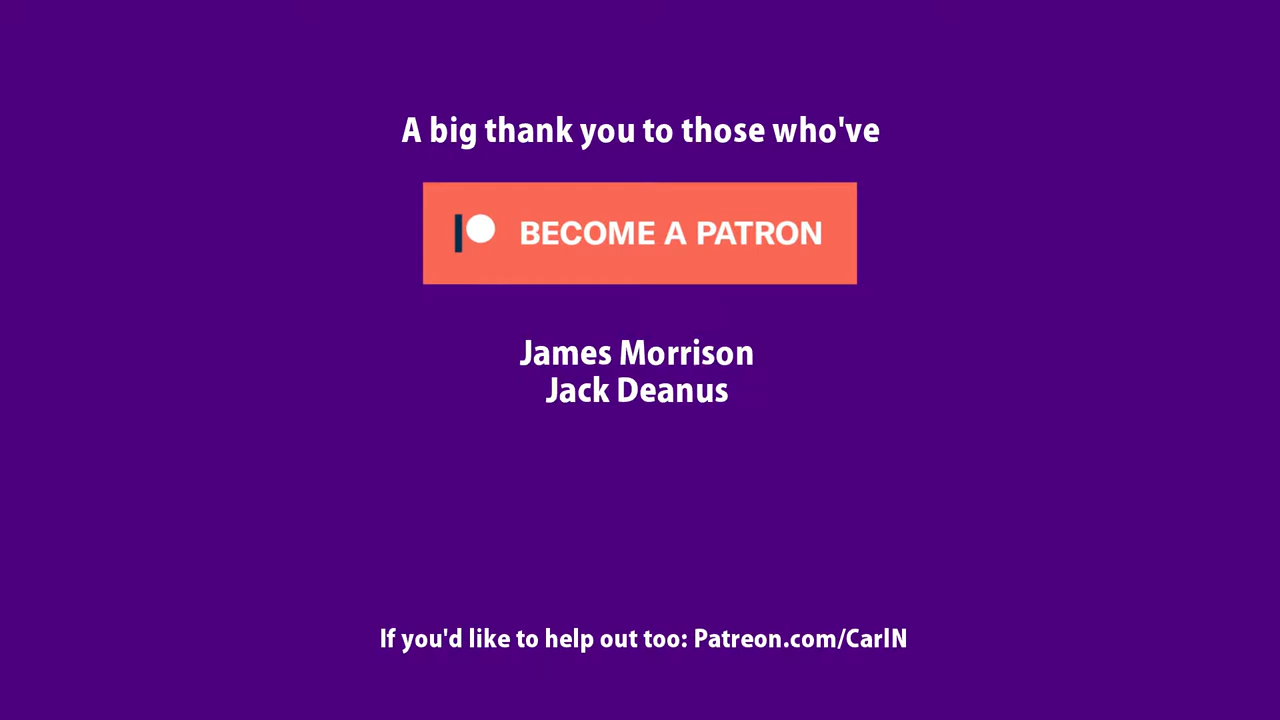 A big thank you to those who've
BECOME A PATRON
James Morrison
Jack Deanus
If you'd like to help out too: Patreon.com/CarlN